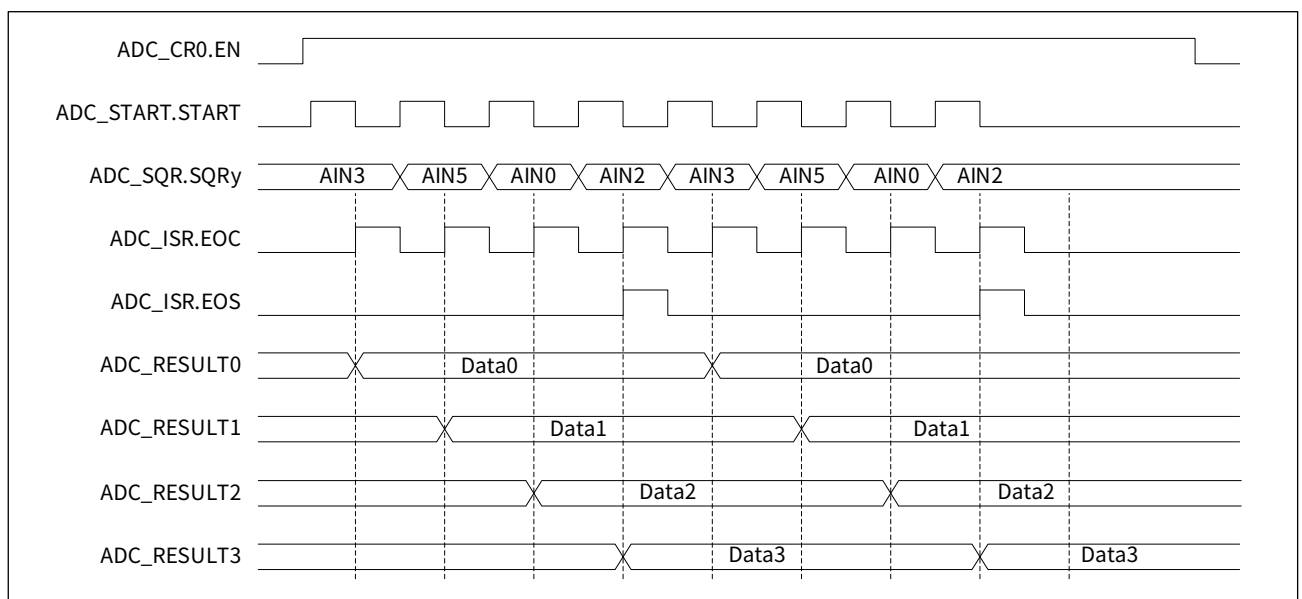 ADC_CR0.EN
ADC_START.START
ADC_SQR.SQRy AIN3 AIN5 AIN0 AIN2 AIN3 AIN5 AIN0 AIN2
ADC_ISR.EOC
ADC_ISR.EOS
ADC_RESULT0 Data0 Data0
ADC_RESULT1 Data1 Data1
ADC_RESULT2 Data2 Data2
ADC_RESULT3 Data3 Data3